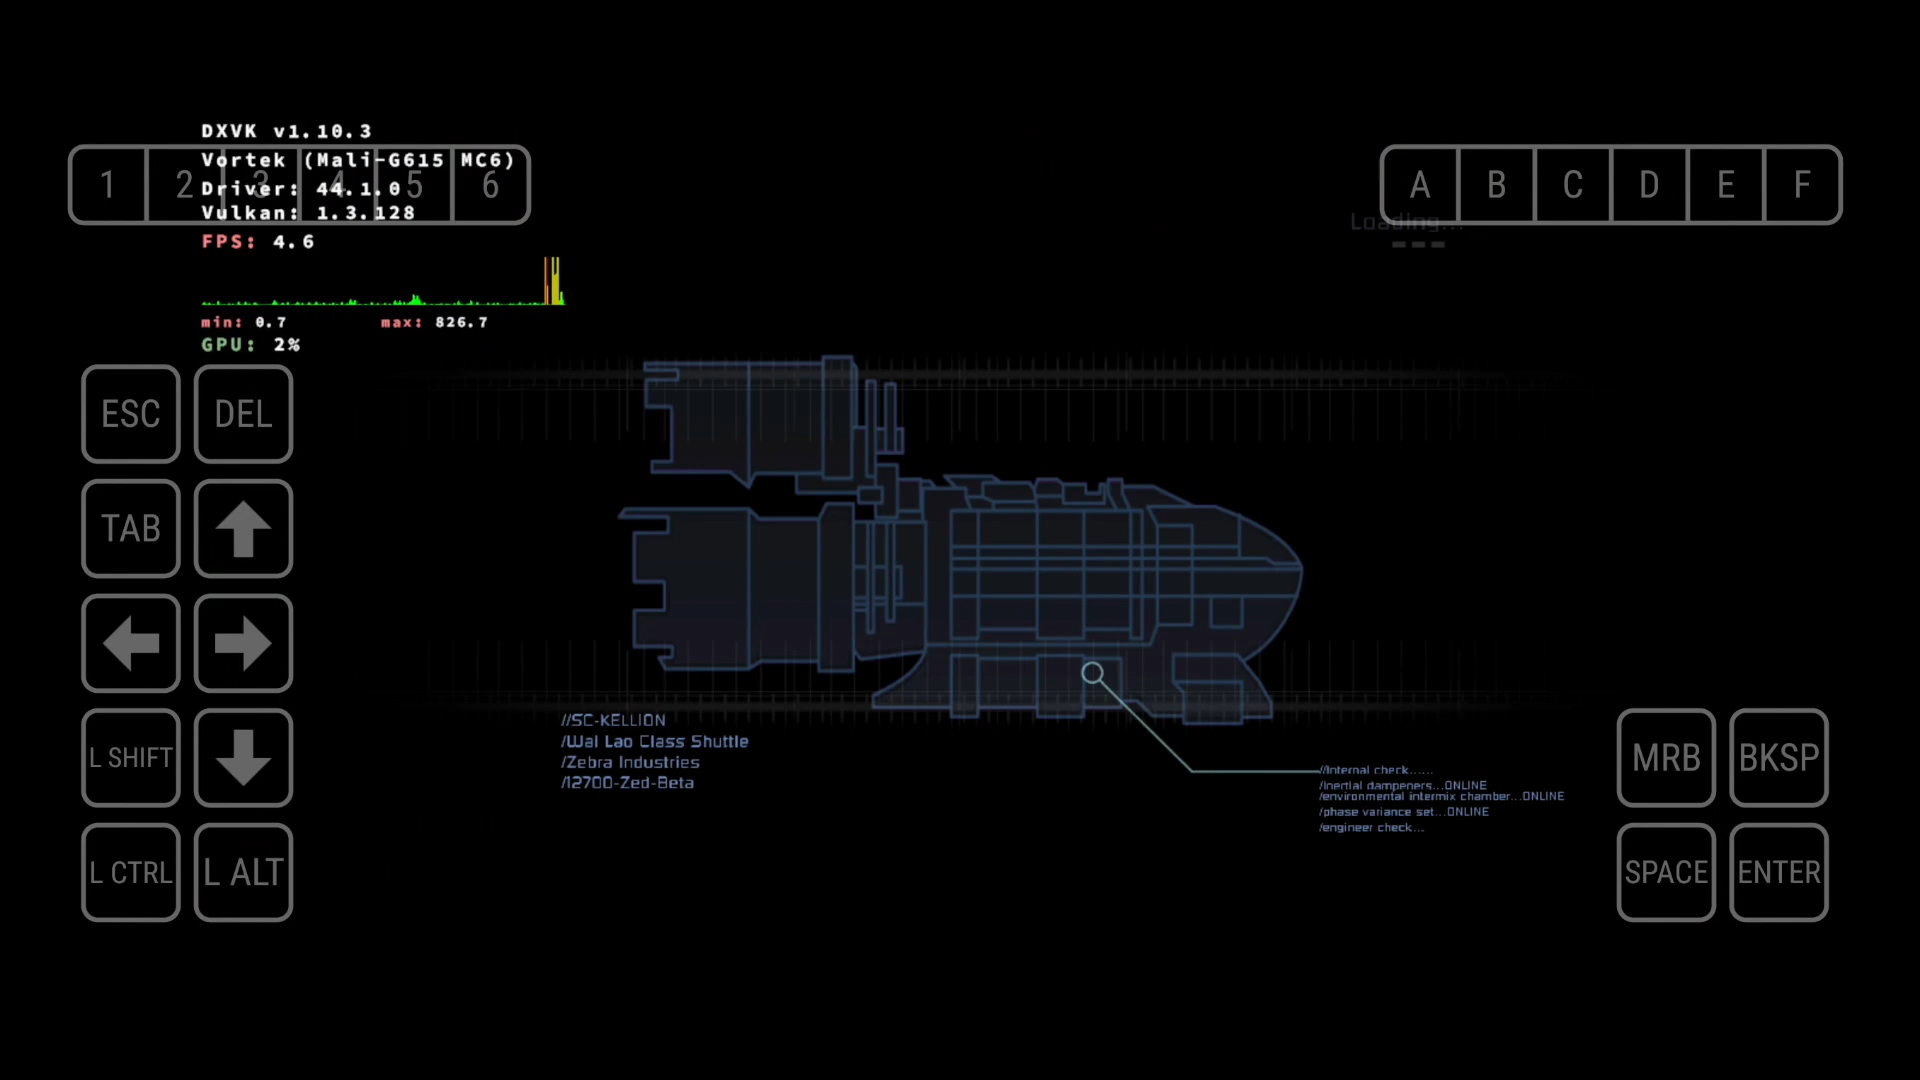 DXVK v1.10.3
Vortek (Mali-G615 MC6)
1 2 3 4 5 6
Driver: 44.1.0
Vulkan: 1.3.128
FPS: 4.6
min: 0.7 max: 826.7
GPU: 2%
A B C D E F
Loading...
ESC DEL
TAB
L SHIFT
L CTRL L ALT
//SC-KELLION
/Wal Lao Class Shuttle
/Zebra Industries
/12700-Zed-Beta
//Internal check......
/inertial dampeners...ONLINE
/environmental intermix chamber...ONLINE
/phase variance set...ONLINE
/engineer check...
MRB BKSP
SPACE ENTER